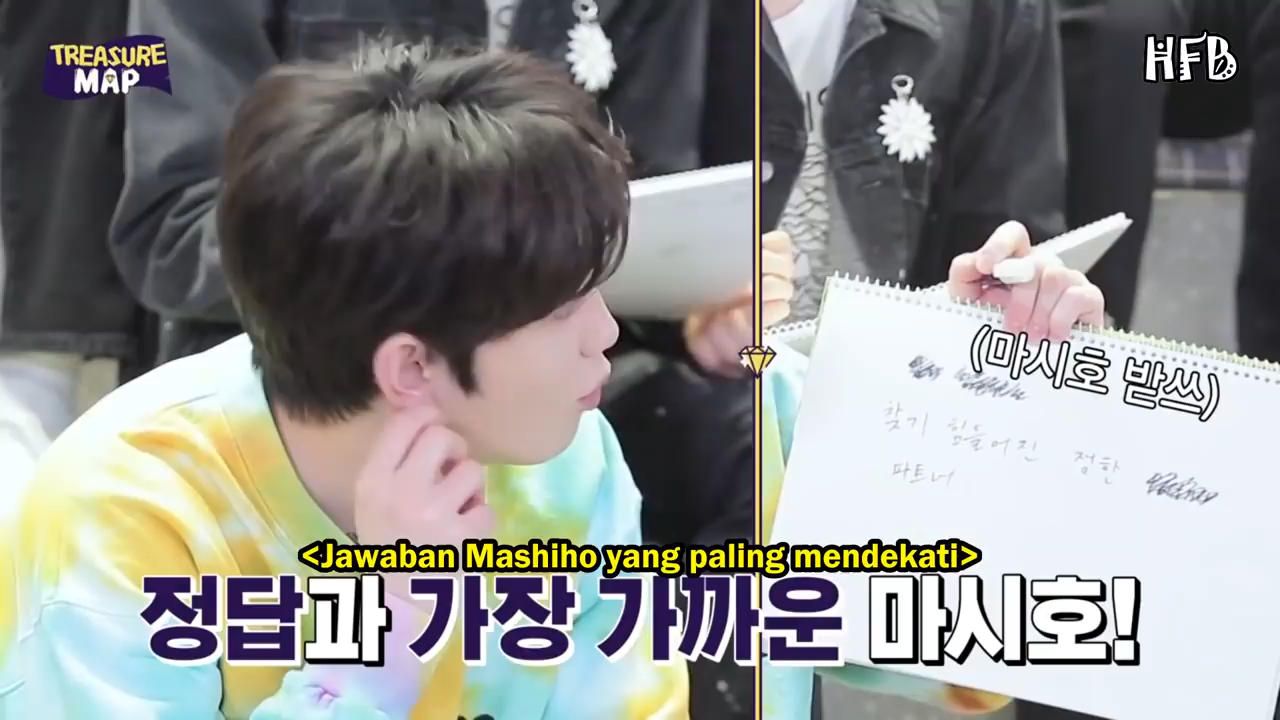 TREASURE
MAP
HFB
(마시호 받쓰)
찾기 힘들어진 점한
파트너
<Jawaban Mashiho yang paling mendekati>
정답과 가장 가까운 마시호!